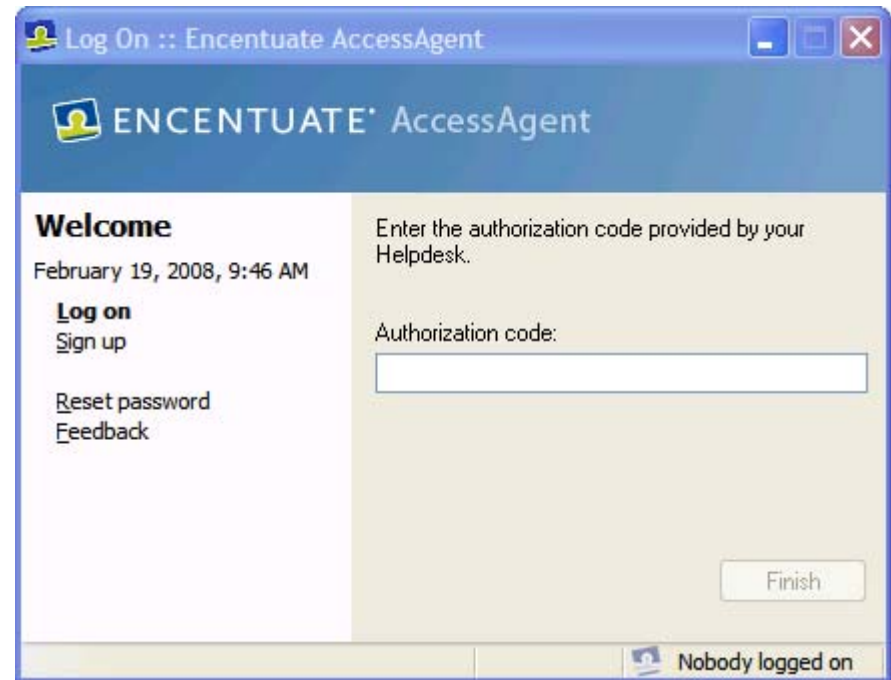 Log On :: Encentuate AccessAgent
ENCENTUATE® AccessAgent
Welcome
February 19, 2008, 9:46 AM
Log on
Sign up
Reset password
Feedback
Enter the authorization code provided by your
Helpdesk.
Authorization code:
Finish
Nobody logged on